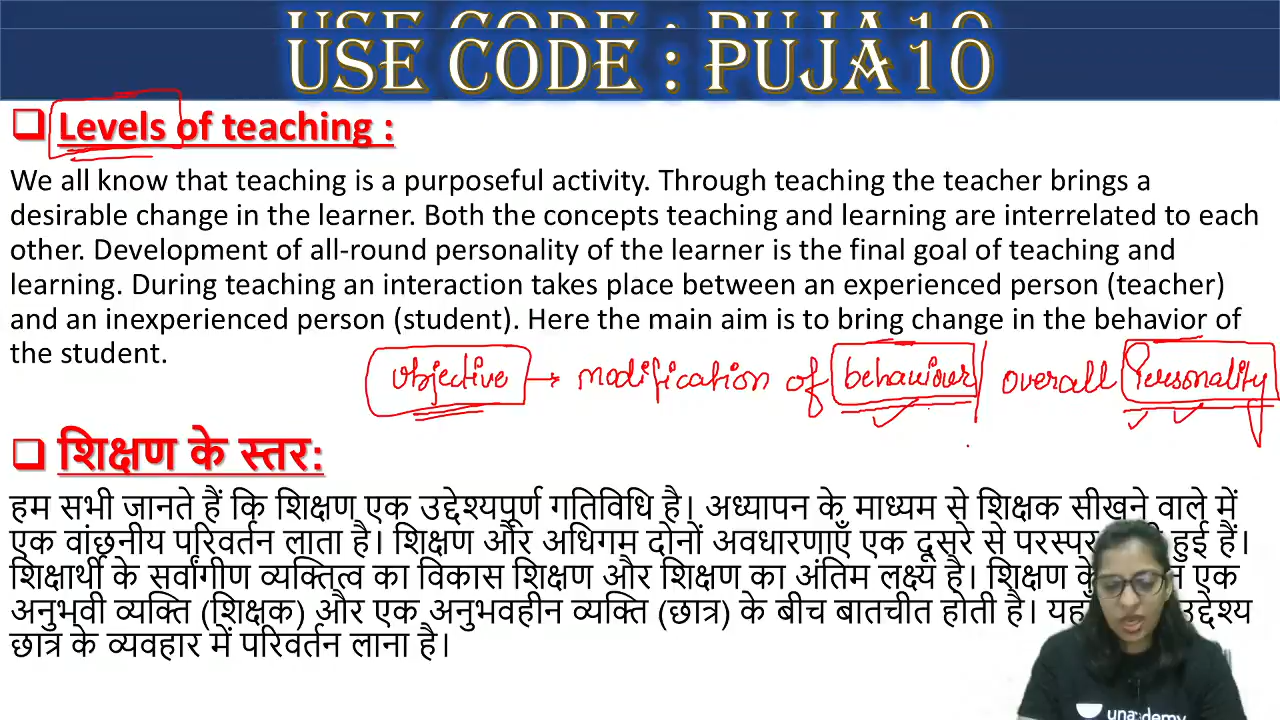 USE CODE : PUJA10
USE CODE : PUJA10
Levels of teaching :
We all know that teaching is a purposeful activity. Through teaching the teacher brings a
desirable change in the learner. Both the concepts teaching and learning are interrelated to each
other. Development of all-round personality of the learner is the final goal of teaching and
learning. During teaching an interaction takes place between an experienced person (teacher)
and an inexperienced person (student). Here the main aim is to bring change in the behavior of
the student.
objective → modification of behaviour / overall Personality
शिक्षण के स्तर:
हम सभी जानते हैं कि शिक्षण एक उद्देश्यपूर्ण गतिविधि है। अध्यापन के माध्यम से शिक्षक सीखने वाले में
एक वांछनीय परिवर्तन लाता है। शिक्षण और अधिगम दोनों अवधारणाएँ एक दूसरे से हुई हैं।
शिक्षार्थी के सर्वांगीण व्यक्तित्व का विकास शिक्षण और शिक्षण का अंतिम लक्ष्य है। शिक्षण एक
अनुभवी व्यक्ति (शिक्षक) और एक अनुभवहीन व्यक्ति (छात्र) के बीच बातचीत होती है। उद्देश्य
छात्र के व्यवहार में परिवर्तन लाना है।
unacademy